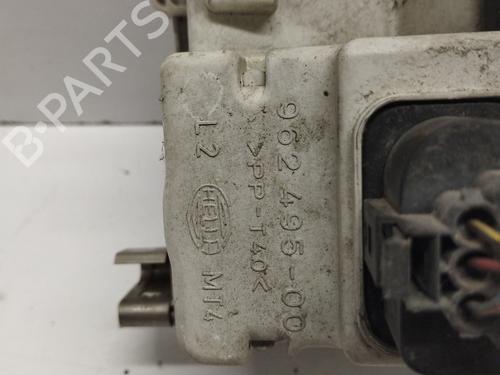 B-PARTS
962 495-00
>PP-T40<
L2 HELLA MT4